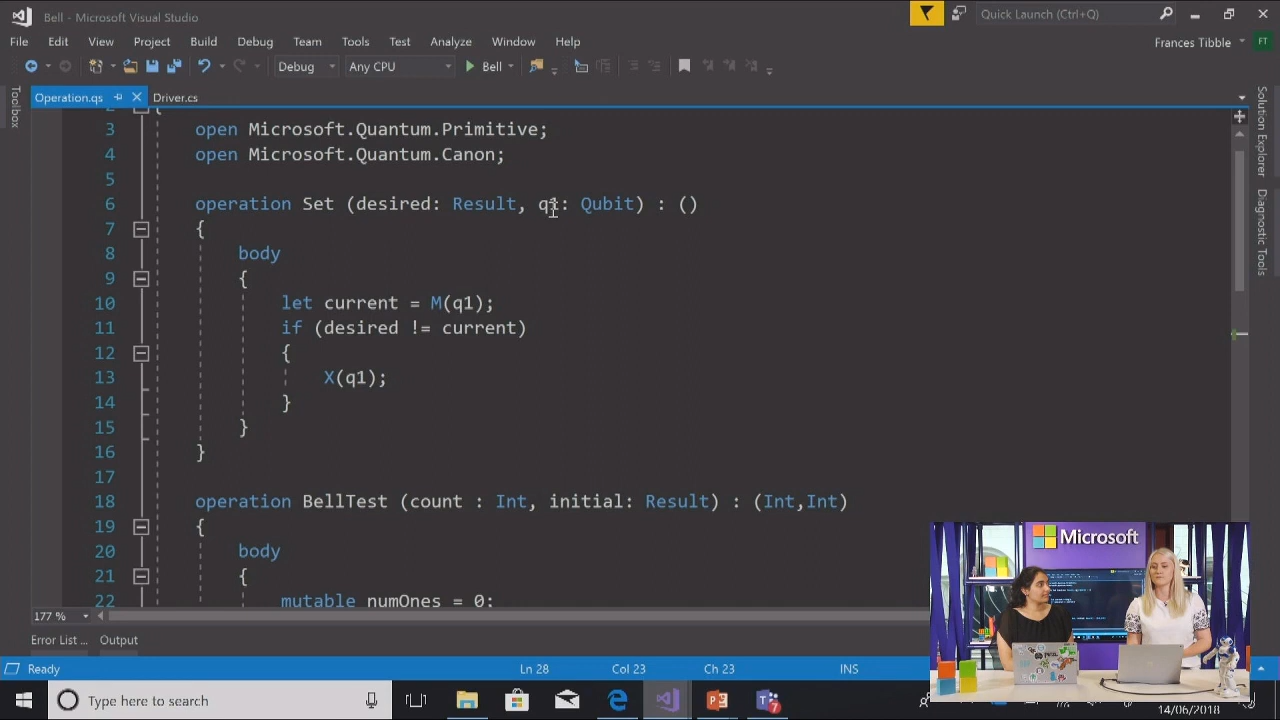 Bell - Microsoft Visual Studio
Quick Launch (Ctrl+Q)
File Edit View Project Build Debug Team Tools Test Analyze Window Help
Frances Tibble FT
Debug Any CPU Bell
Toolbox
Operation.qs Driver.cs
Solution Explorer
Diagnostic Tools
2 {
3 open Microsoft.Quantum.Primitive;
4 open Microsoft.Quantum.Canon;
5
6 operation Set (desired: Result, q1: Qubit) : ()
7 {
8 body
9 {
10 let current = M(q1);
11 if (desired != current)
12 {
13 X(q1);
14 }
15 }
16 }
17
18 operation BellTest (count : Int, initial: Result) : (Int,Int)
19 {
20 body
21 {
22 mutable numOnes = 0;
Microsoft
177 %
Error List ... Output
Ready Ln 28 Col 23 Ch 23 INS
Type here to search
14/06/2018